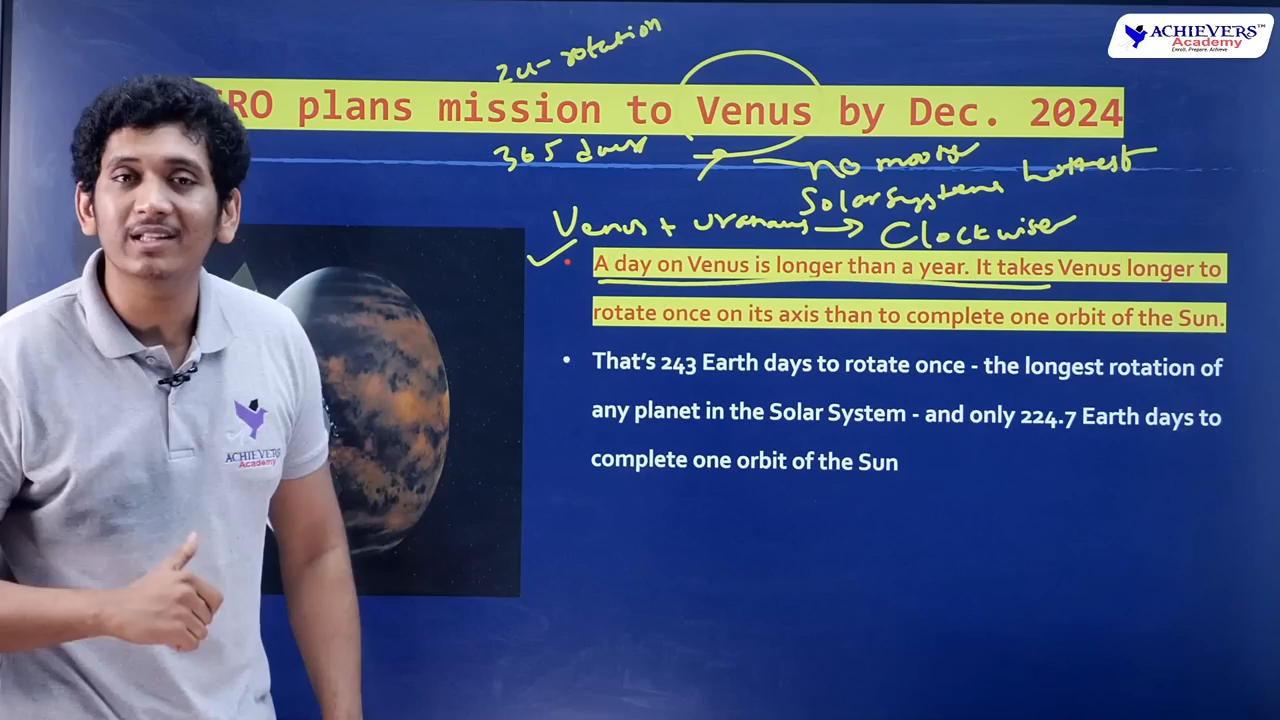 ACHIEVERS™
Academy
Enroll. Prepare. Achieve
24- rotation
SRO plans mission to Venus by Dec. 2024
365 days
no moons
Solar systems hottest
Venus + Uranus → Clockwise
• A day on Venus is longer than a year. It takes Venus longer to
rotate once on its axis than to complete one orbit of the Sun.
• That's 243 Earth days to rotate once - the longest rotation of
any planet in the Solar System - and only 224.7 Earth days to
complete one orbit of the Sun
ACHIEVERS
Academy